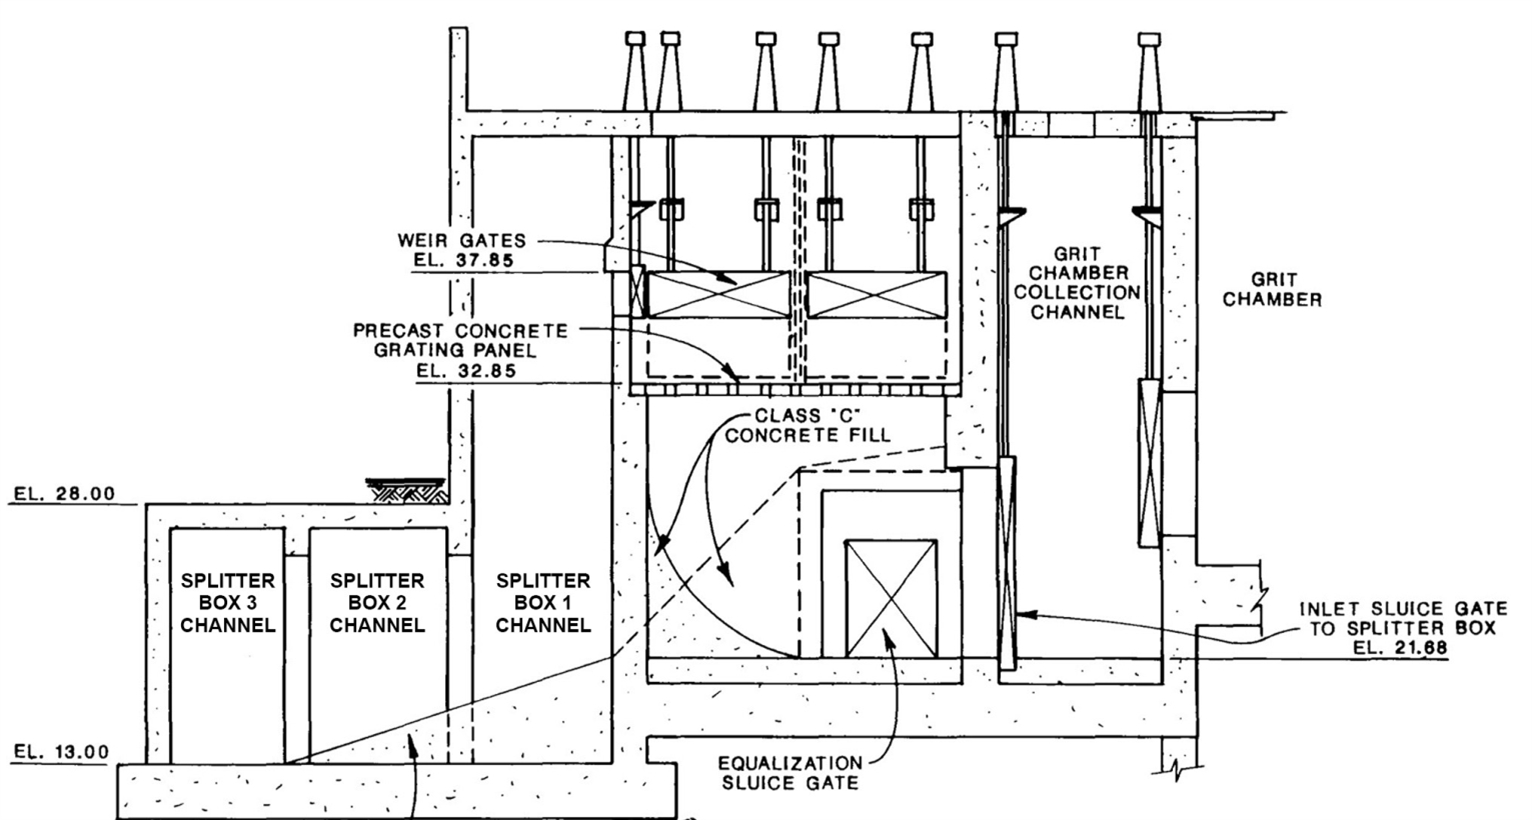 WEIR GATES
EL. 37.85
PRECAST CONCRETE
GRATING PANEL
EL. 32.85
CLASS "C"
CONCRETE FILL
GRIT
CHAMBER
COLLECTION
CHANNEL
GRIT
CHAMBER
EL. 28.00
SPLITTER
BOX 3
CHANNEL
SPLITTER
BOX 2
CHANNEL
SPLITTER
BOX 1
CHANNEL
INLET SLUICE GATE
TO SPLITTER BOX
EL. 21.68
EL. 13.00
EQUALIZATION
SLUICE GATE